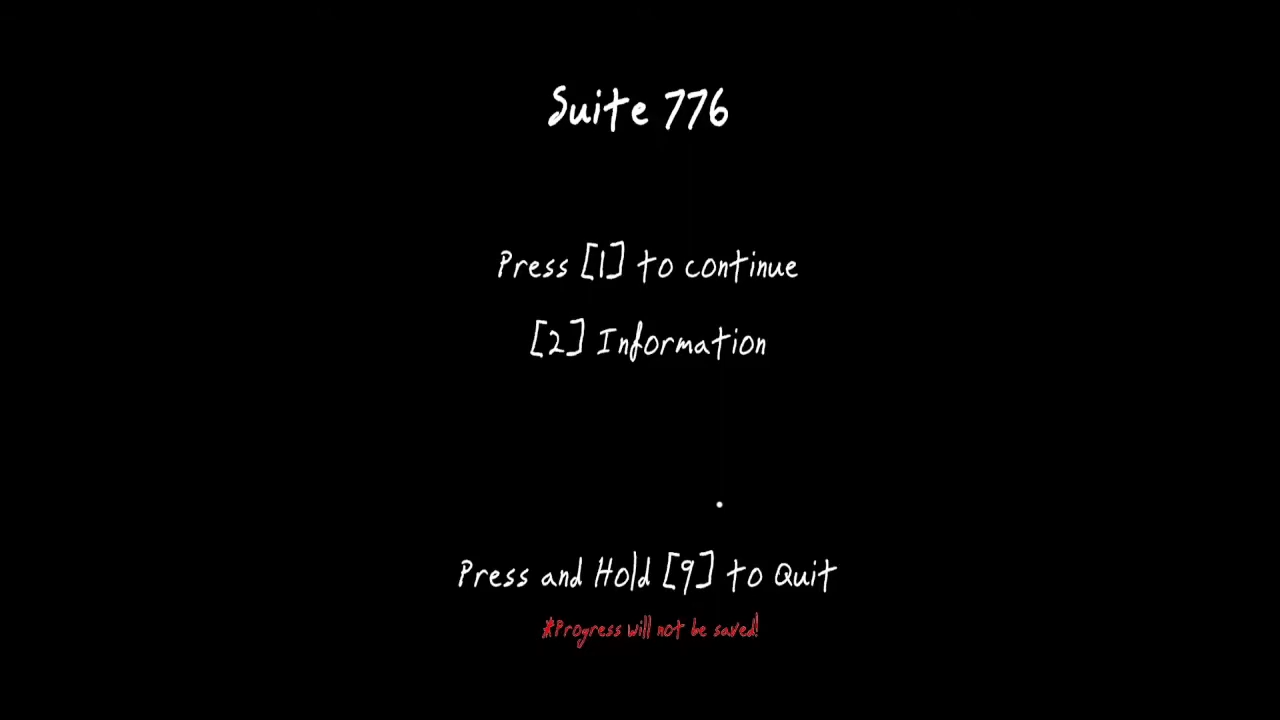 Suite 776
Press [1] to continue
[2] Information
Press and Hold [9] to Quit
*Progress will not be saved!